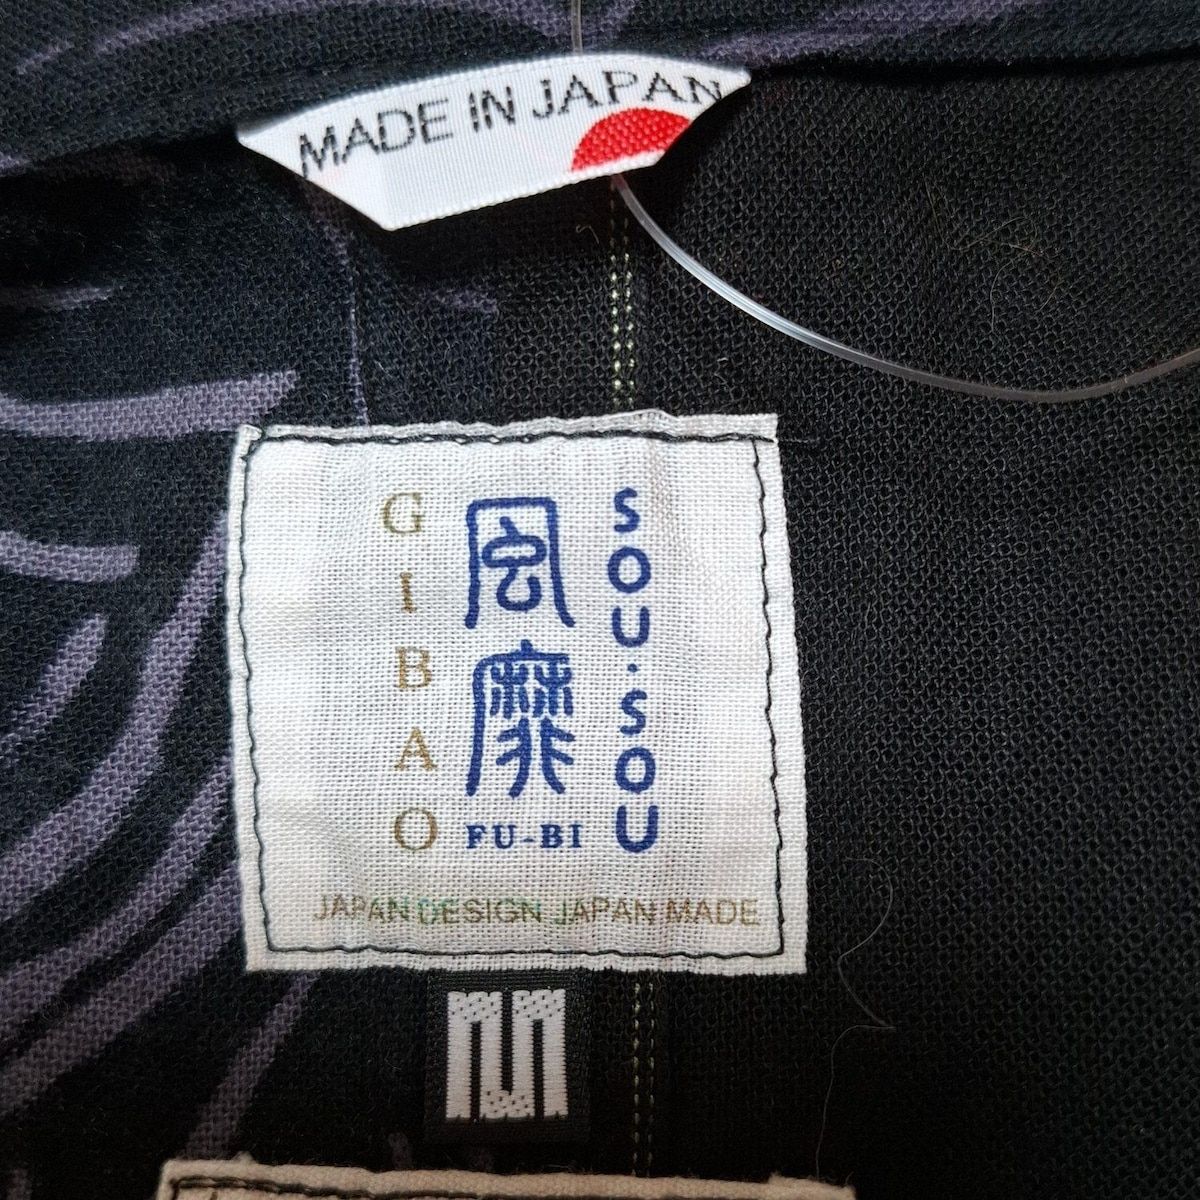 MADE IN JAPAN
SOU・SOU
風靡
FU-BI
GIBAO
JAPAN DESIGN JAPAN MADE
M